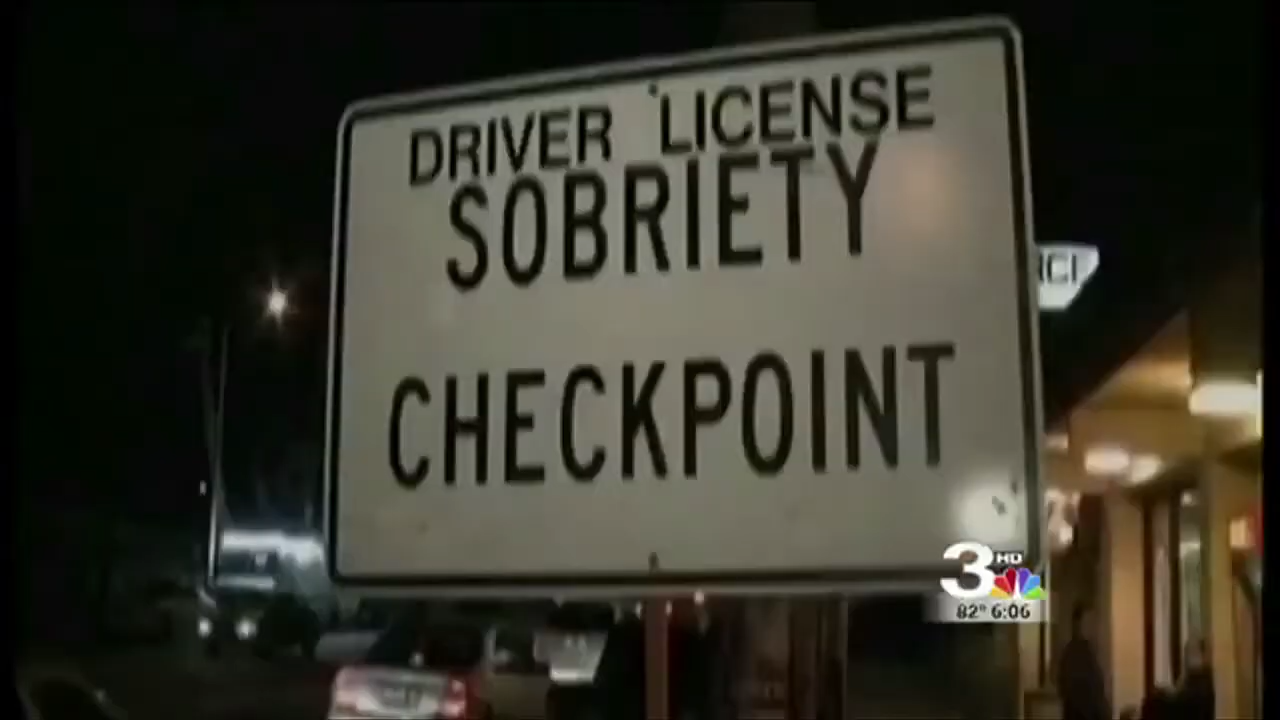 DRIVER LICENSE
SOBRIETY
CHECKPOINT
3 HD
82° 6:06